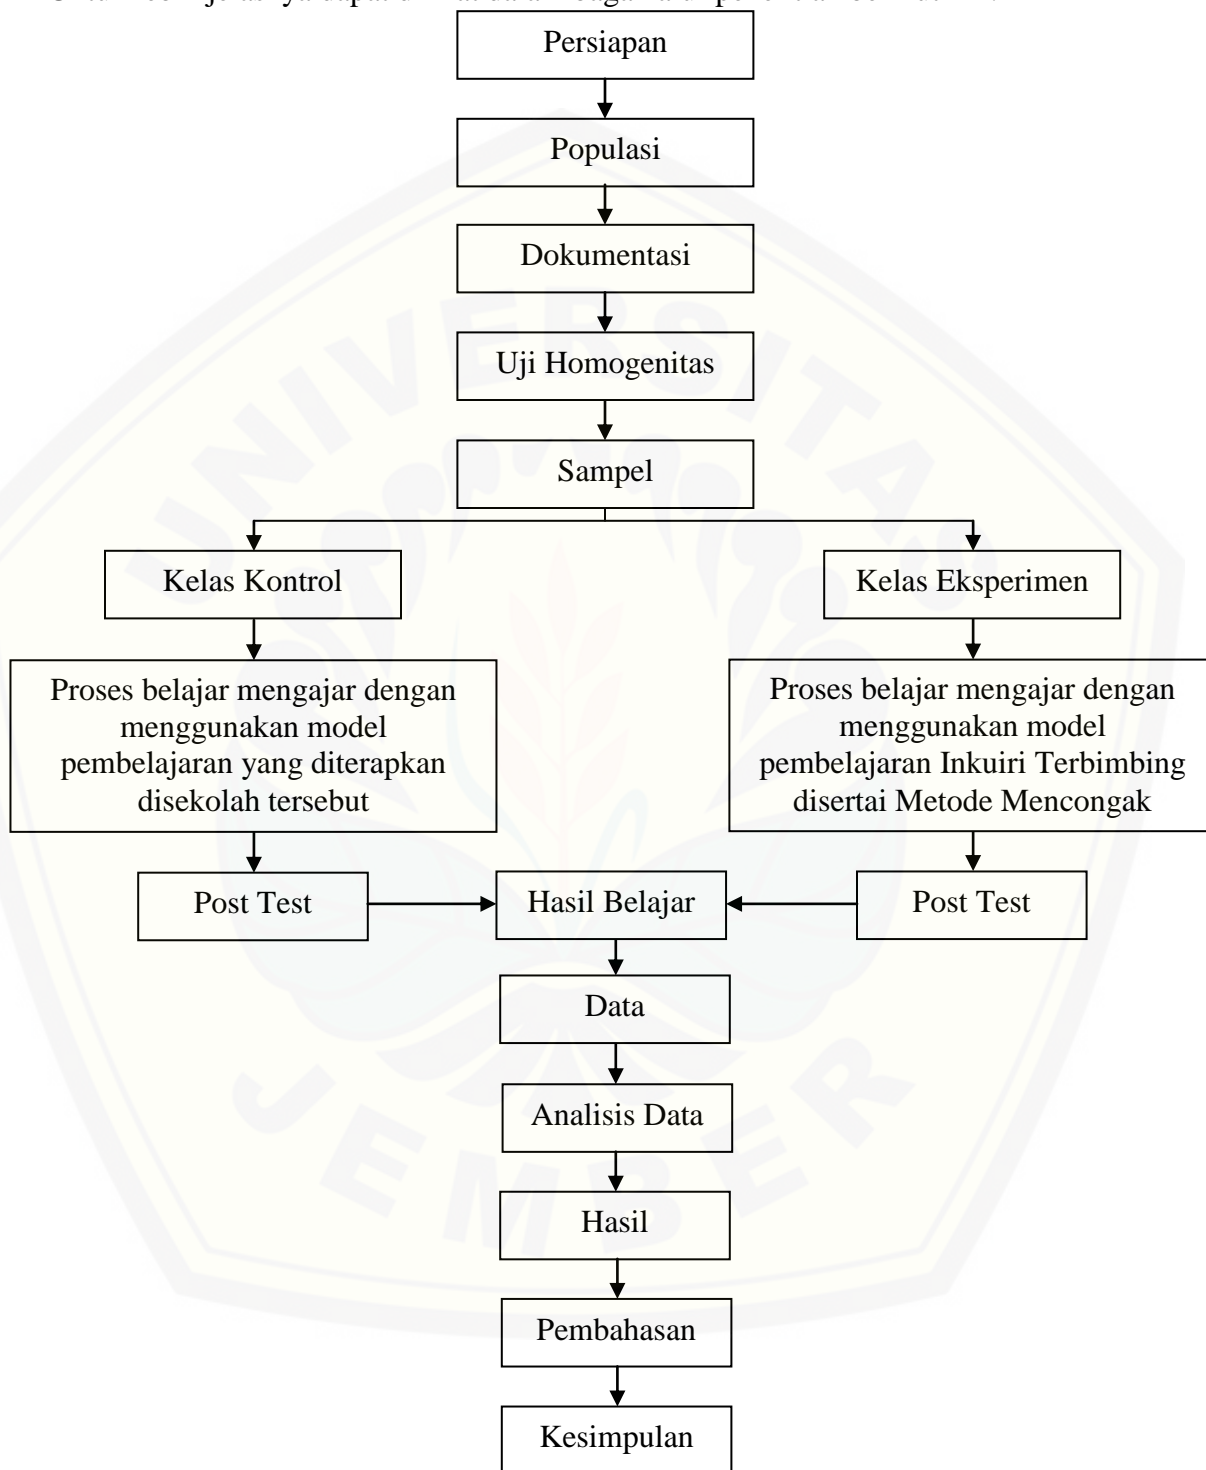 Persiapan
Populasi
Dokumentasi
Uji Homogenitas
Sampel
Kelas Kontrol
Kelas Eksperimen
Proses belajar mengajar dengan
menggunakan model
pembelajaran yang diterapkan
disekolah tersebut
Proses belajar mengajar dengan
menggunakan model
pembelajaran Inkuiri Terbimbing
disertai Metode Mencongak
Post Test
Hasil Belajar
Post Test
Data
Analisis Data
Hasil
Pembahasan
Kesimpulan
UNIVERSITAS
JEMBER